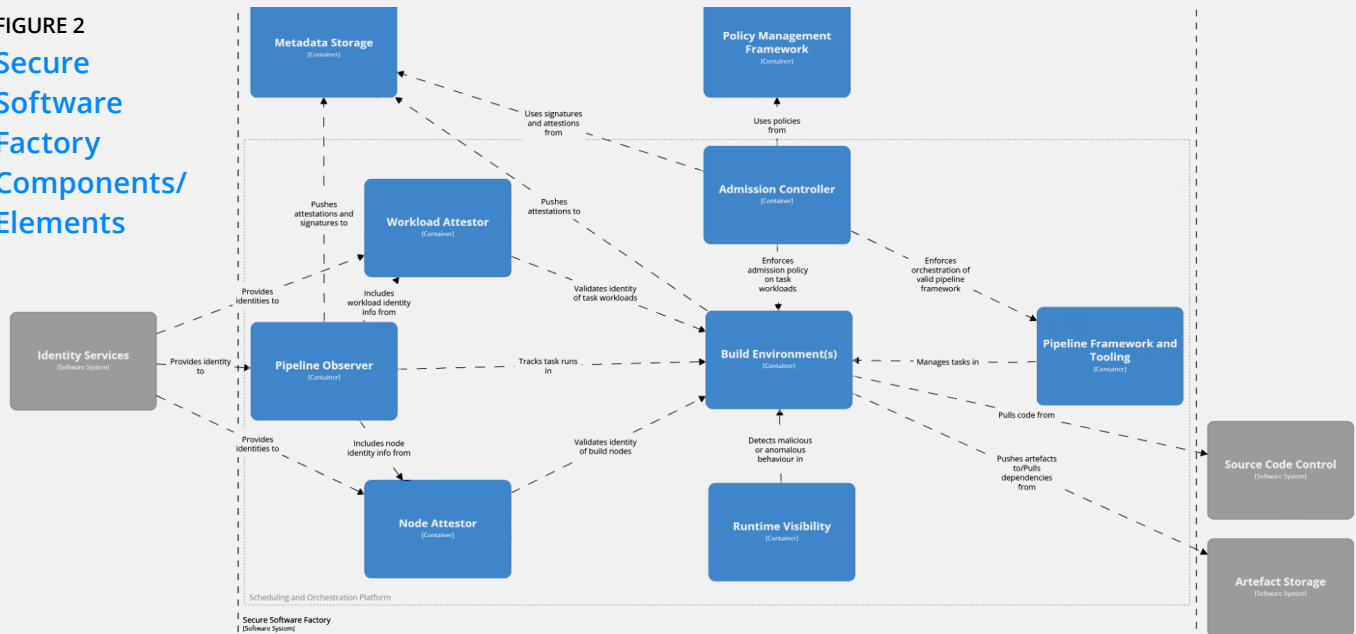 FIGURE 2
Secure
Software
Factory
Components/
Elements
Metadata Storage
[Container]
Policy Management
Framework
[Container]
Uses signatures
and attestions
from
Uses policies
from
Admission Controller
[Container]
Pushes
attestations and
signatures to
Workload Attestor
[Container]
Pushes
attestations to
Enforces
admission policy
on task
workloads
Enforces
orchestration of
valid pipeline
framework
Provides
identities to
Includes
workload identity
info from
Validates identity
of task workloads
Identity Services
[Software System]
Provides identity
to
Pipeline Observer
[Container]
Tracks task runs
in
Build Environment(s)
[Container]
Manages tasks in
Pipeline Framework and
Tooling
[Container]
Provides
identities to
Includes node
identity info from
Validates identity
of build nodes
Detects malicious
or anomalous
behaviour in
Pulls code from
Pushes artefacts
to/Pulls
dependencies
from
Source Code Control
[Software System]
Node Attestor
[Container]
Runtime Visibility
[Container]
Artefact Storage
[Software System]
Scheduling and Orchestration Platform
Secure Software Factory
[Software System]